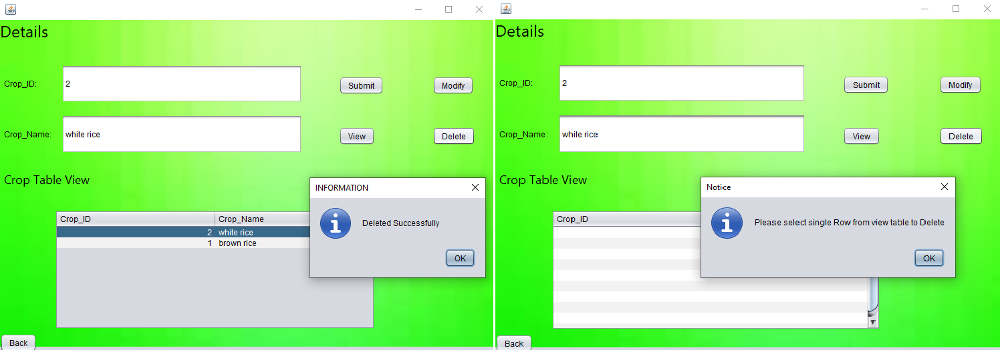 Details
Crop_ID:
2
Submit
Modify
Crop_Name:
white rice
View
Delete
Crop Table View
INFORMATION
Deleted Successfully
OK
Crop_ID
Crop_Name
2
white rice
1
brown rice
Back
Details
Crop_ID:
2
Submit
Modify
Crop_Name:
white rice
View
Delete
Crop Table View
Notice
Please select single Row from view table to Delete
OK
Crop_ID
Back